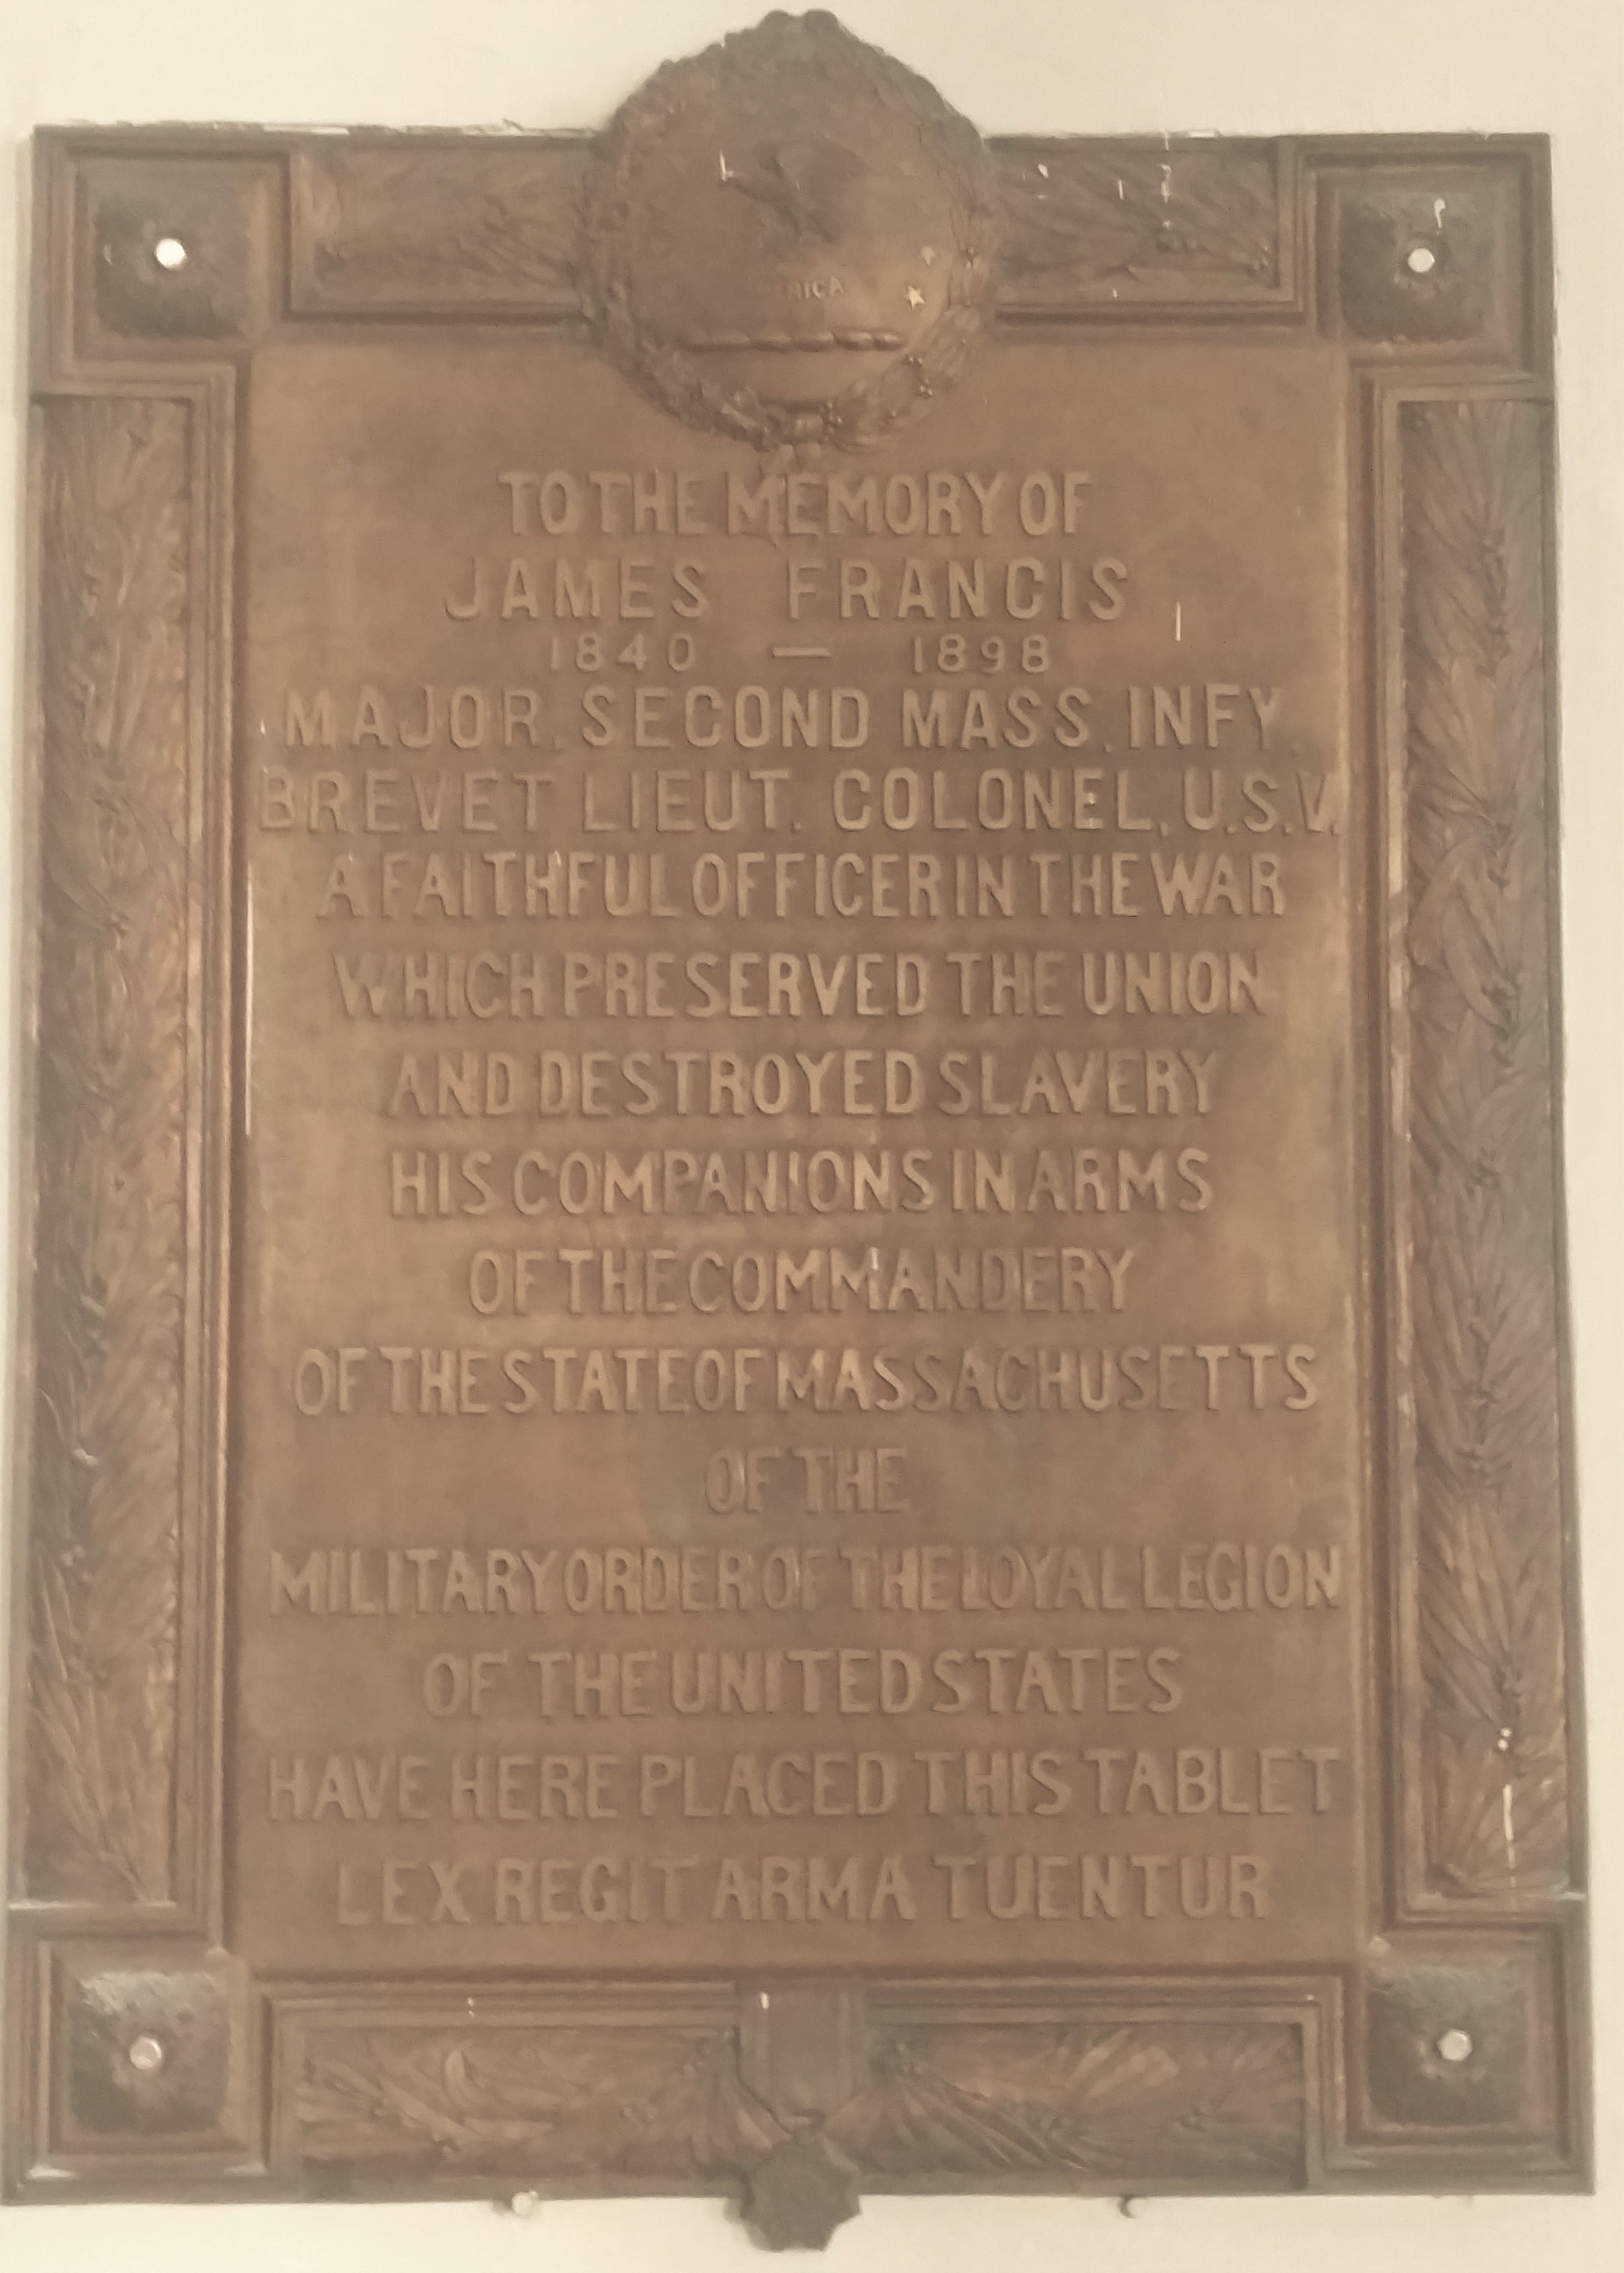 TO THE MEMORY OF
JAMES FRANCIS
1840 — 1898
MAJOR, SECOND MASS. INFY.
BREVET LIEUT. COLONEL, U.S.V.
A FAITHFUL OFFICER IN THE WAR
WHICH PRESERVED THE UNION
AND DESTROYED SLAVERY
HIS COMPANIONS IN ARMS
OF THE COMMANDERY
OF THE STATE OF MASSACHUSETTS
OF THE
MILITARY ORDER OF THE LOYAL LEGION
OF THE UNITED STATES
HAVE HERE PLACED THIS TABLET
LEX REGIT ARMA TUENTUR